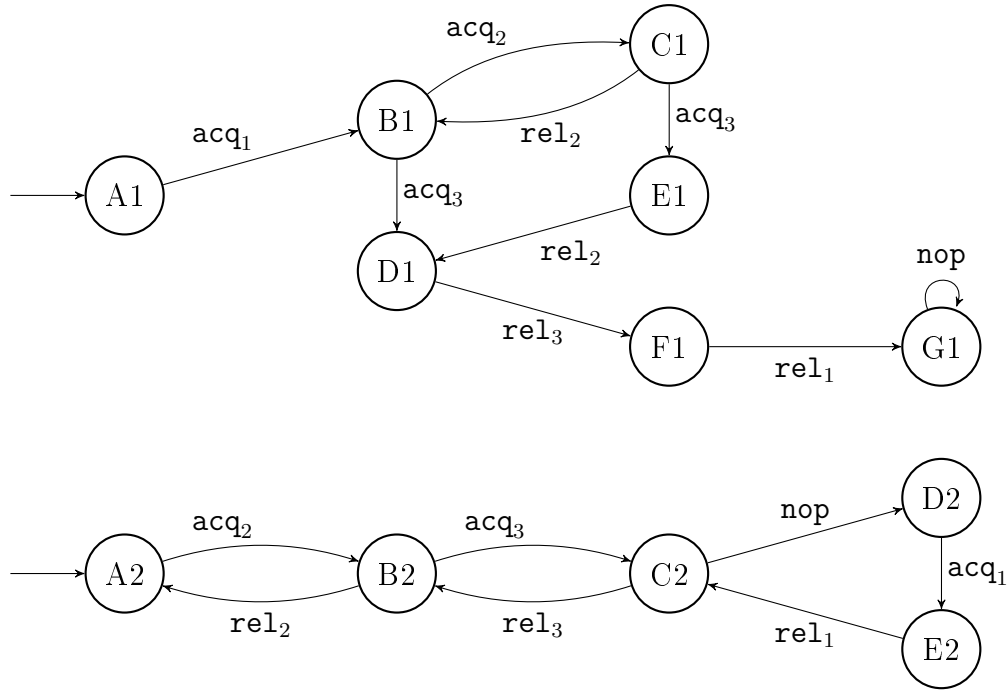 acq₂
C1
B1
acq₁
rel₂
acq₃
A1
acq₃
E1
rel₂
D1
nop
rel₃
F1
rel₁
G1
D2
acq₂
acq₃
nop
A2
B2
C2
acq₁
rel₂
rel₃
rel₁
E2